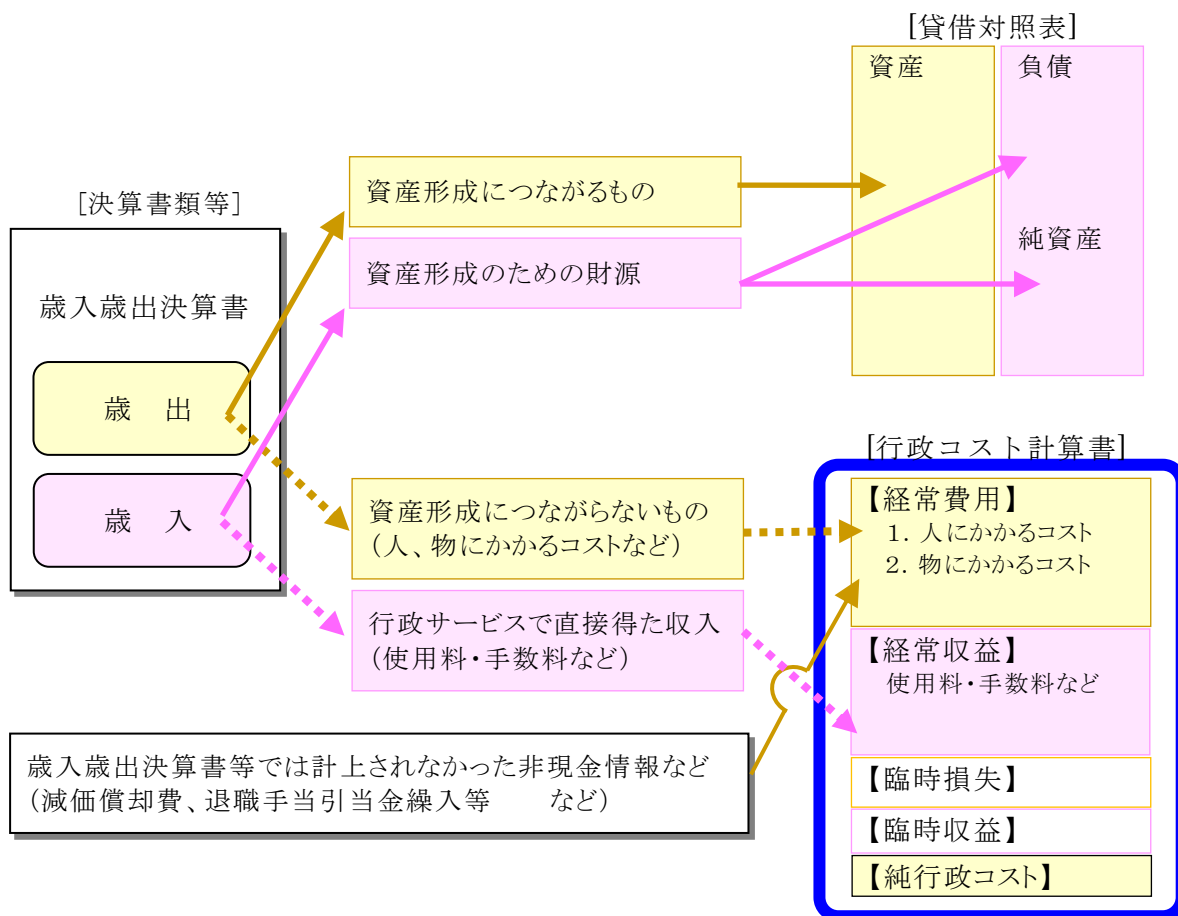 [貸借対照表]
資産
負債
純資産
[決算書類等]
歳入歳出決算書
歳　出
歳　入
資産形成につながるもの
資産形成のための財源
資産形成につながらないもの
（人、物にかかるコストなど）
行政サービスで直接得た収入
（使用料・手数料など）
歳入歳出決算書等では計上されなかった非現金情報など
（減価償却費、退職手当引当金繰入等　　など）
[行政コスト計算書]
【経常費用】
1. 人にかかるコスト
2. 物にかかるコスト
【経常収益】
使用料・手数料など
【臨時損失】
【臨時収益】
【純行政コスト】